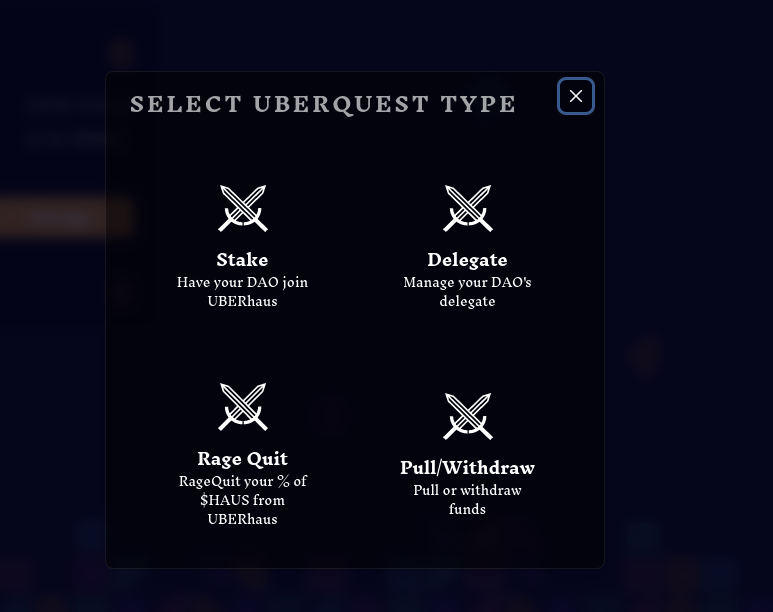 SELECT UBERQUEST TYPE
Stake
Have your DAO join
UBERhaus
Delegate
Manage your DAO's
delegate
Rage Quit
RageQuit your % of
$HAUS from
UBERhaus
Pull/Withdraw
Pull or withdraw
funds